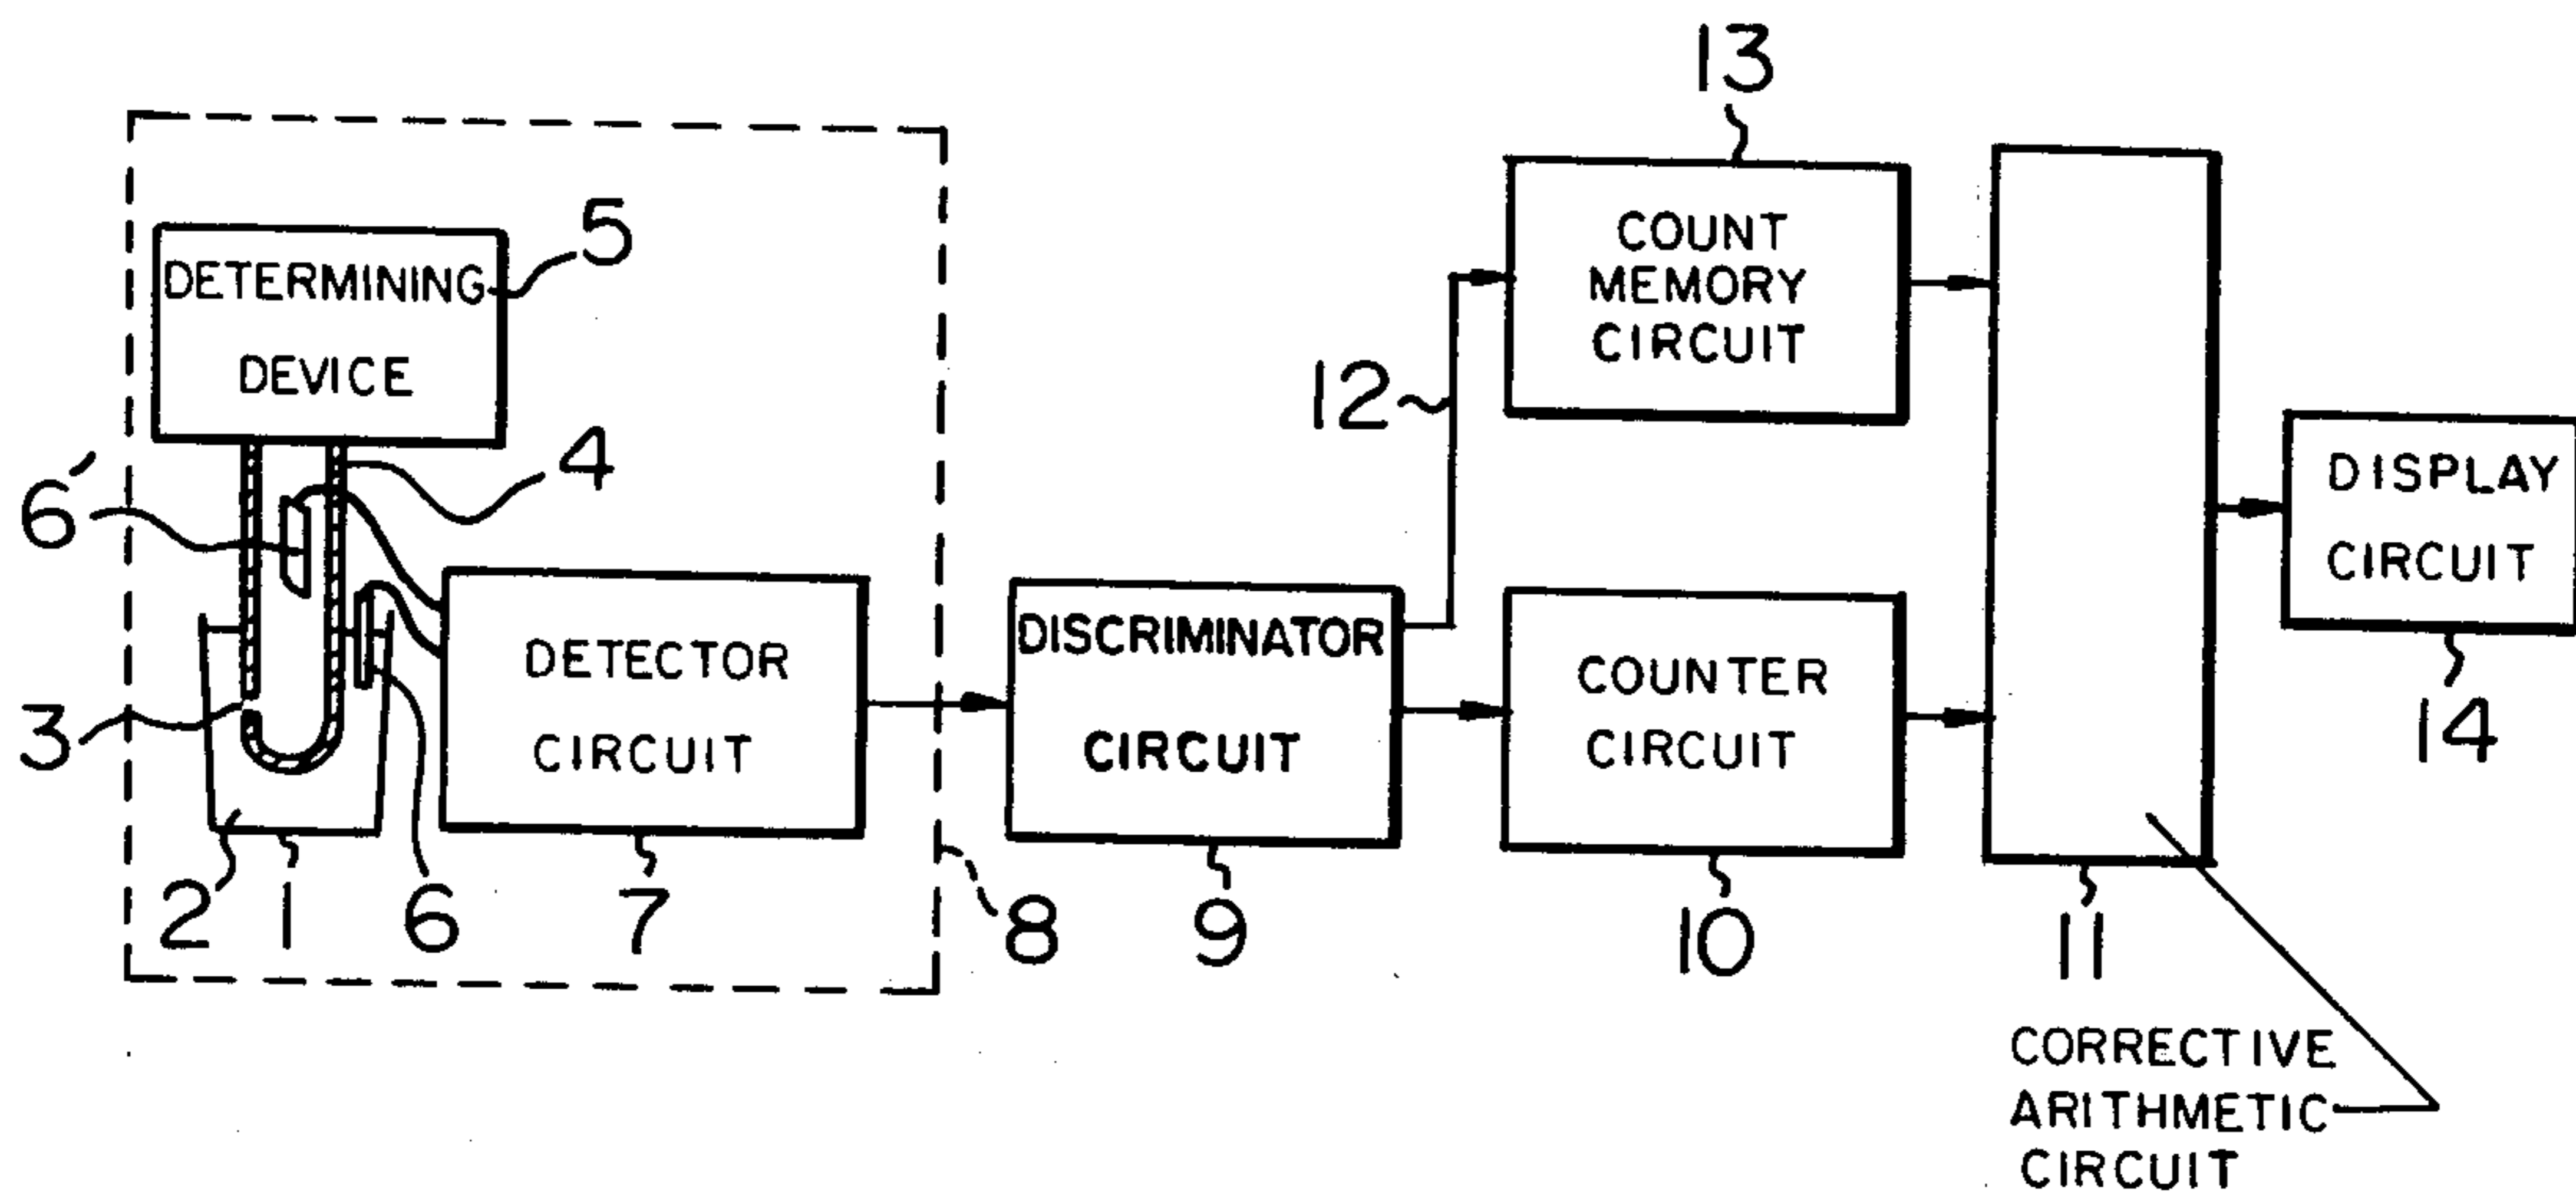 13
5
DETERMINING
DEVICE
COUNT
MEMORY
CIRCUIT
12
4
6'
DISPLAY
CIRCUIT
14
DISCRIMINATOR
CIRCUIT
DETECTOR
CIRCUIT
COUNTER
CIRCUIT
3
2
1
6
7
8
9
10
11
CORRECTIVE
ARITHMETIC
CIRCUIT